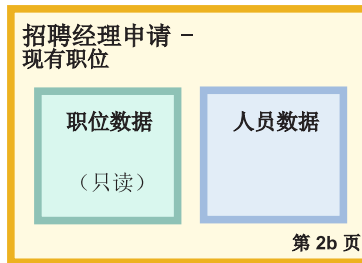 招聘经理申请 –
现有职位
职位数据
（只读）
人员数据
第 2b 页